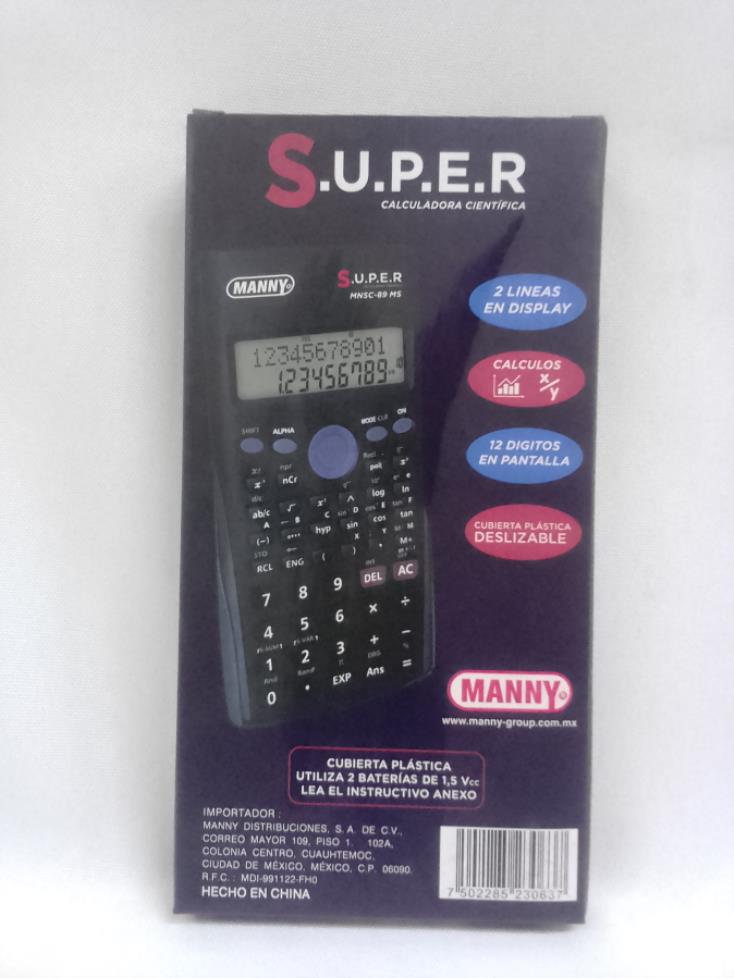 S.U.P.E.R
CALCULADORA CIENTÍFICA
MANNY
S.U.P.E.R
MNSC-89 MS
12345678901
123456789
2 LINEAS
EN DISPLAY
CALCULOS
x/y
12 DIGITOS
EN PANTALLA
CUBIERTA PLÁSTICA
DESLIZABLE
SHIFT ALPHA MODE CLR ON
nCr
ab/c log ln
hyp sin cos tan
(−) M+
STO
RCL ENG ( )
7 8 9 DEL AC
4 5 6 × ÷
1 2 3 + −
0 · EXP Ans =
MANNY
www.manny-group.com.mx
CUBIERTA PLÁSTICA
UTILIZA 2 BATERÍAS DE 1,5 Vcc
LEA EL INSTRUCTIVO ANEXO
IMPORTADOR :
MANNY DISTRIBUCIONES, S. A. DE C.V.,
CORREO MAYOR 109, PISO 1. 102A,
COLONIA CENTRO, CUAUHTEMOC,
CIUDAD DE MÉXICO, MÉXICO, C.P. 06090.
R.F.C. : MDI-991122-FH0
HECHO EN CHINA
7 502285 230637